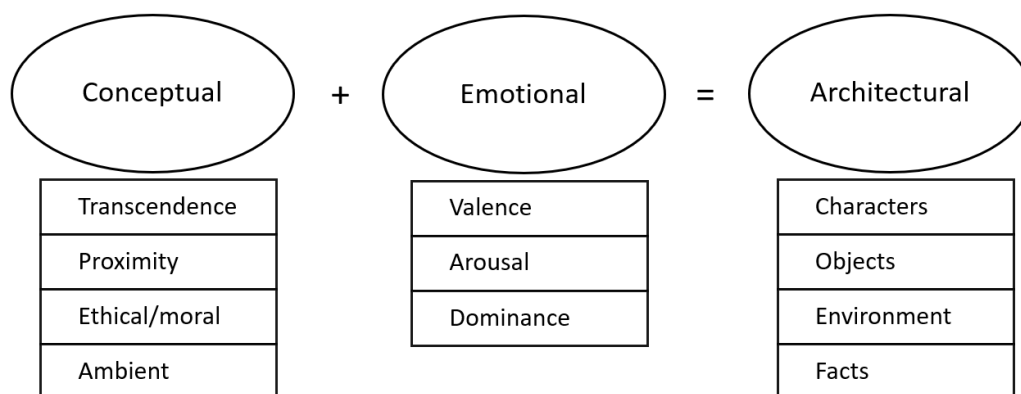 Conceptual + Emotional = Architectural
Transcendence
Proximity
Ethical/moral
Ambient
Valence
Arousal
Dominance
Characters
Objects
Environment
Facts